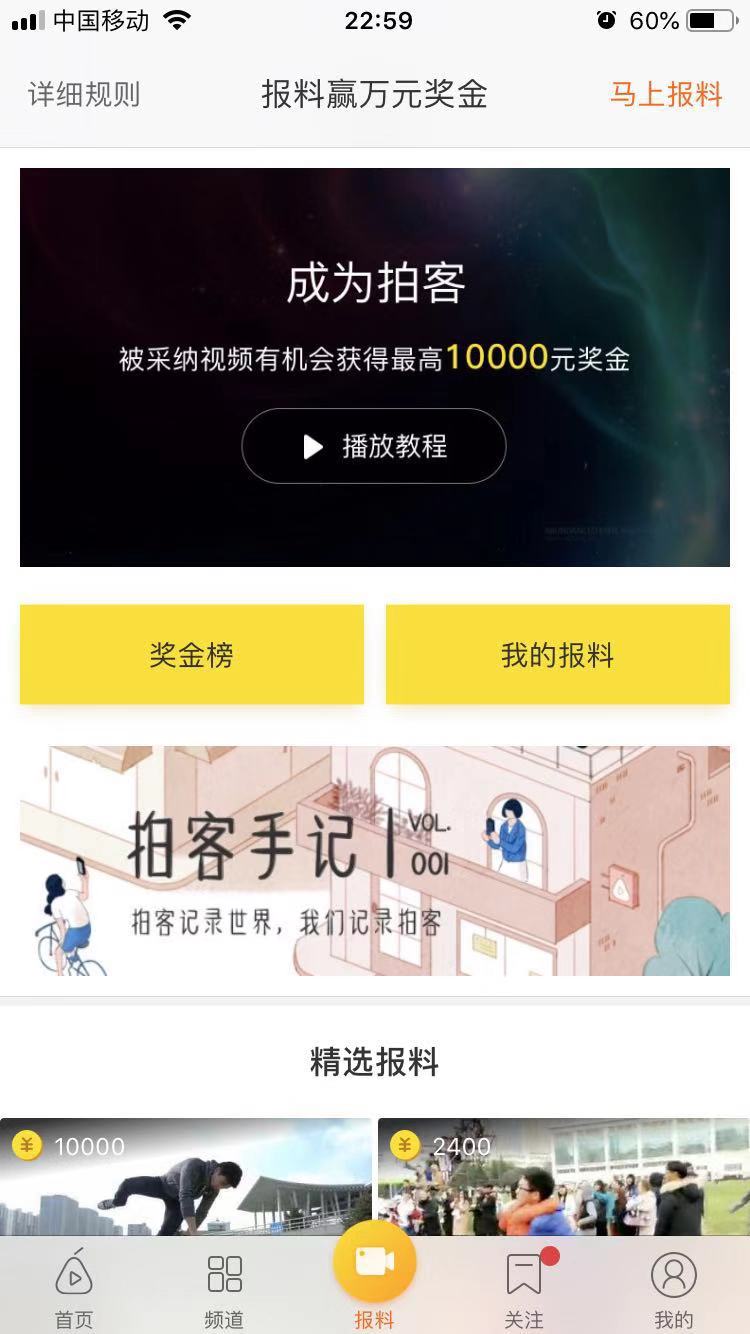 中国移动 22:59 60%
详细规则 报料赢万元奖金 马上报料
成为拍客
被采纳视频有机会获得最高10000元奖金
播放教程
奖金榜 我的报料
拍客手记 VOL. 001
拍客记录世界，我们记录拍客
精选报料
10000 2400
首页 频道 报料 关注 我的